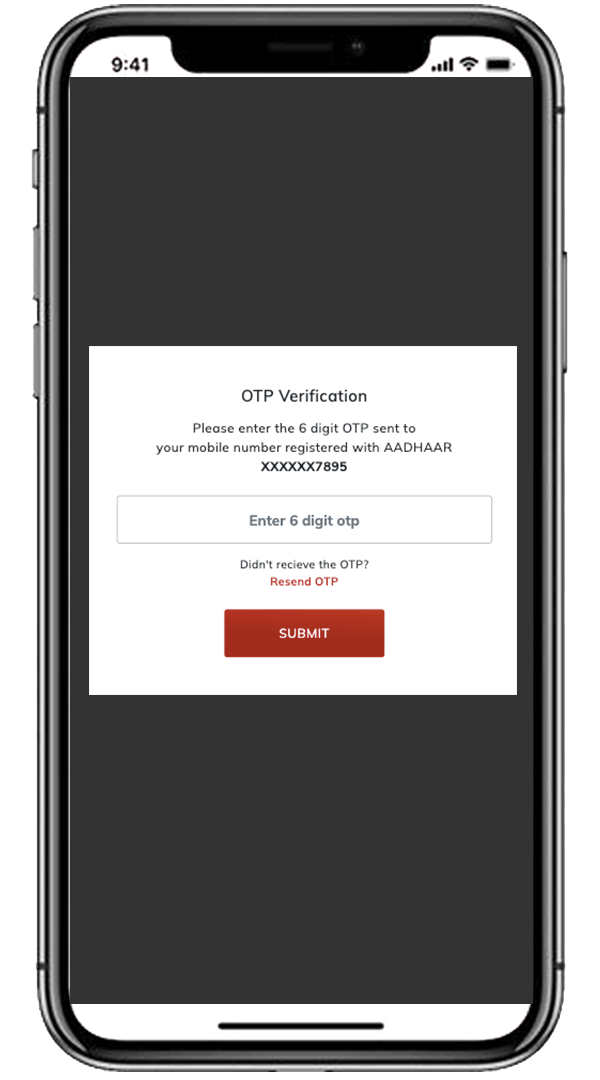 9:41
OTP Verification
Please enter the 6 digit OTP sent to
your mobile number registered with AADHAAR
XXXXXX7895
Enter 6 digit otp
Didn't recieve the OTP?
Resend OTP
SUBMIT